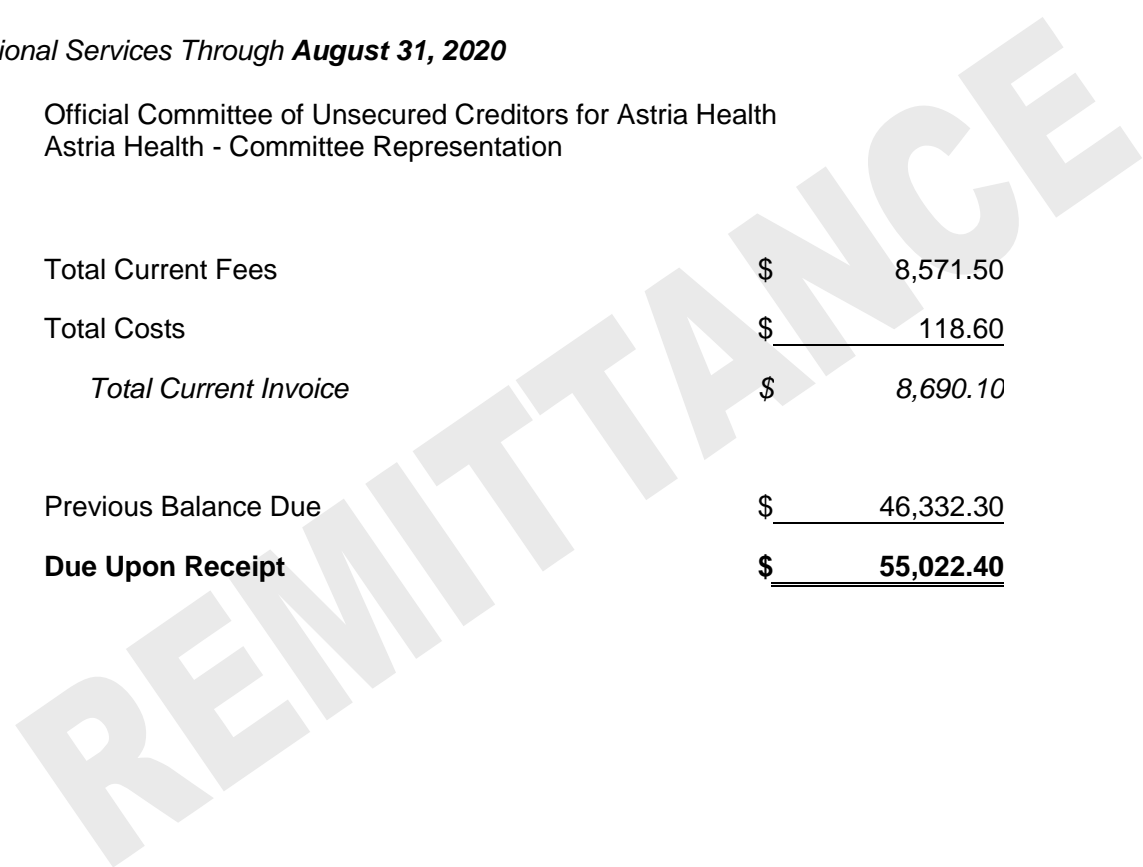 ional Services Through August 31, 2020
Official Committee of Unsecured Creditors for Astria Health
Astria Health - Committee Representation
Total Current Fees $ 8,571.50
Total Costs $ 118.60
Total Current Invoice $ 8,690.10
Previous Balance Due $ 46,332.30
Due Upon Receipt $ 55,022.40
REMITTANCE